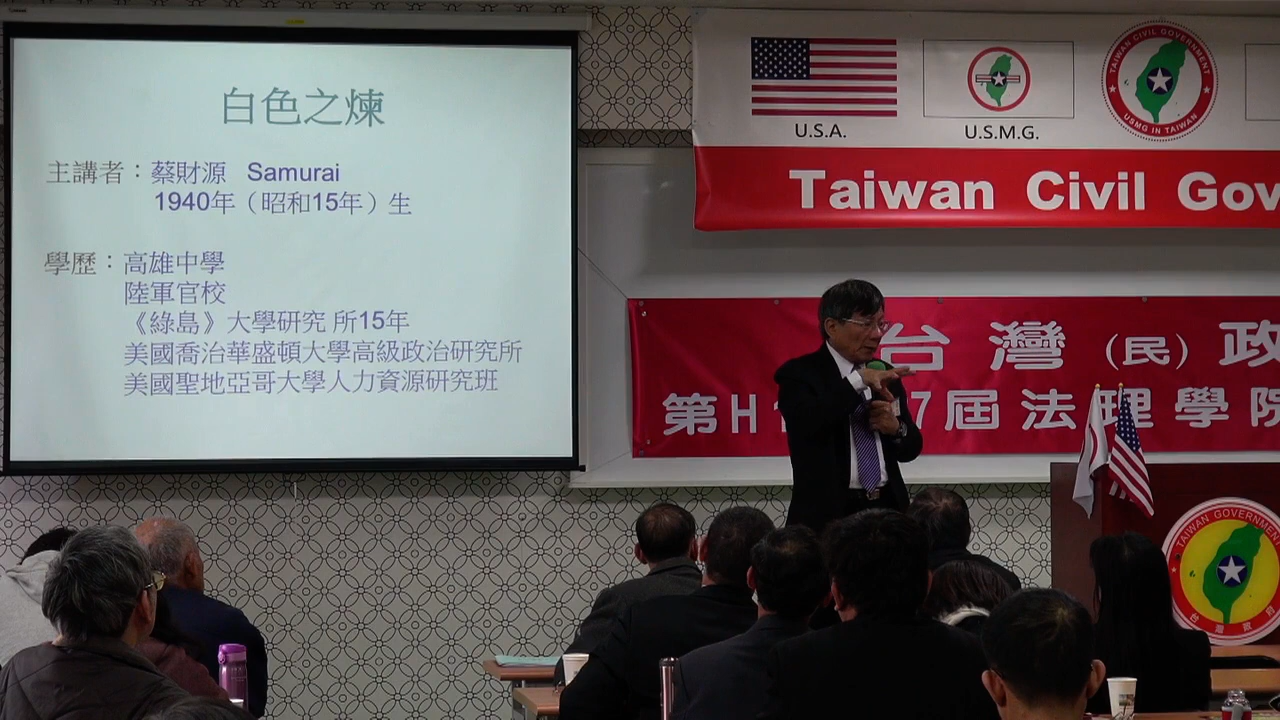 白色之煉
主講者：蔡財源 Samurai
1940年（昭和15年）生
學歷：高雄中學
陸軍官校
《綠島》大學研究 所15年
美國喬治華盛頓大學高級政治研究所
美國聖地亞哥大學人力資源研究班
U.S.A.
U.S.M.G.
TAIWAN CIVIL GOVERNMENT
USMG IN TAIWAN
Taiwan Civil Gov
台灣（民）政
第H1 7屆法理學院
TAIWAN GOVERNMENT
台灣政府